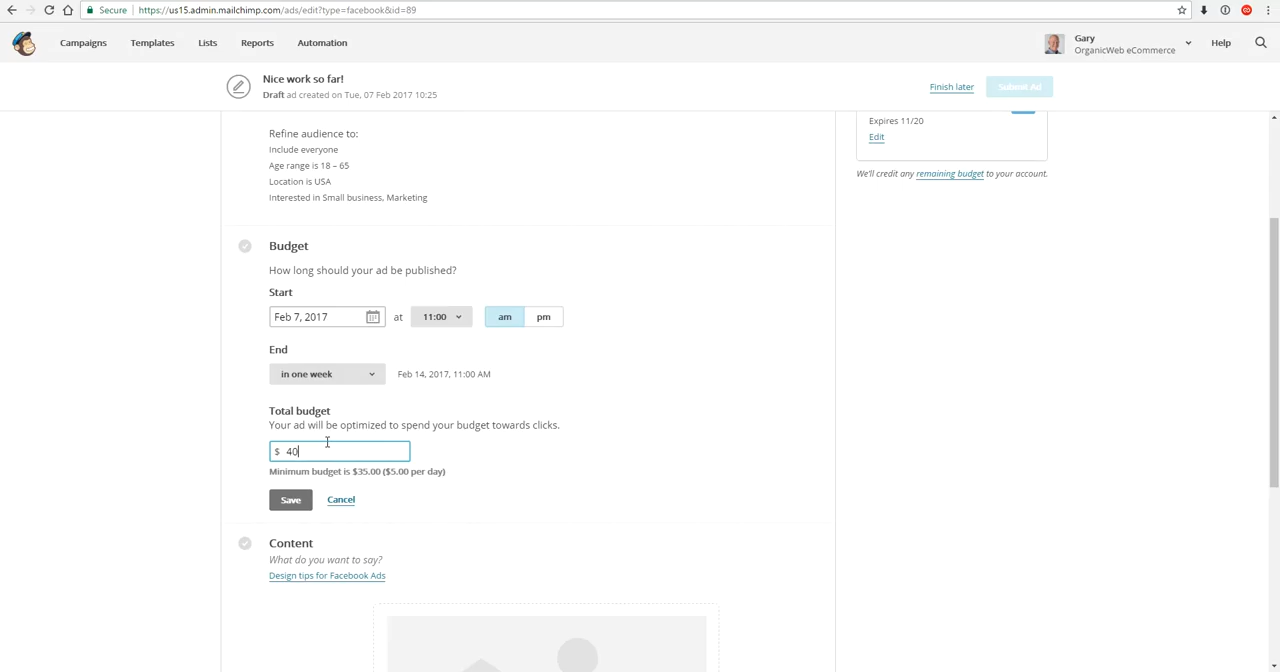 Secure
https://us15.admin.mailchimp.com/ads/edit?type=facebook&id=89
Campaigns Templates Lists Reports Automation
Gary
OrganicWeb eCommerce
Help
Nice work so far!
Draft ad created on Tue, 07 Feb 2017 10:25
Finish later
Submit Ad
Expires 11/20
Edit
We'll credit any remaining budget to your account.
Refine audience to:
Include everyone
Age range is 18 – 65
Location is USA
Interested in Small business, Marketing
Budget
How long should your ad be published?
Start
Feb 7, 2017 at 11:00 am pm
End
in one week Feb 14, 2017, 11:00 AM
Total budget
Your ad will be optimized to spend your budget towards clicks.
$ 40
Minimum budget is $35.00 ($5.00 per day)
Save Cancel
Content
What do you want to say?
Design tips for Facebook Ads